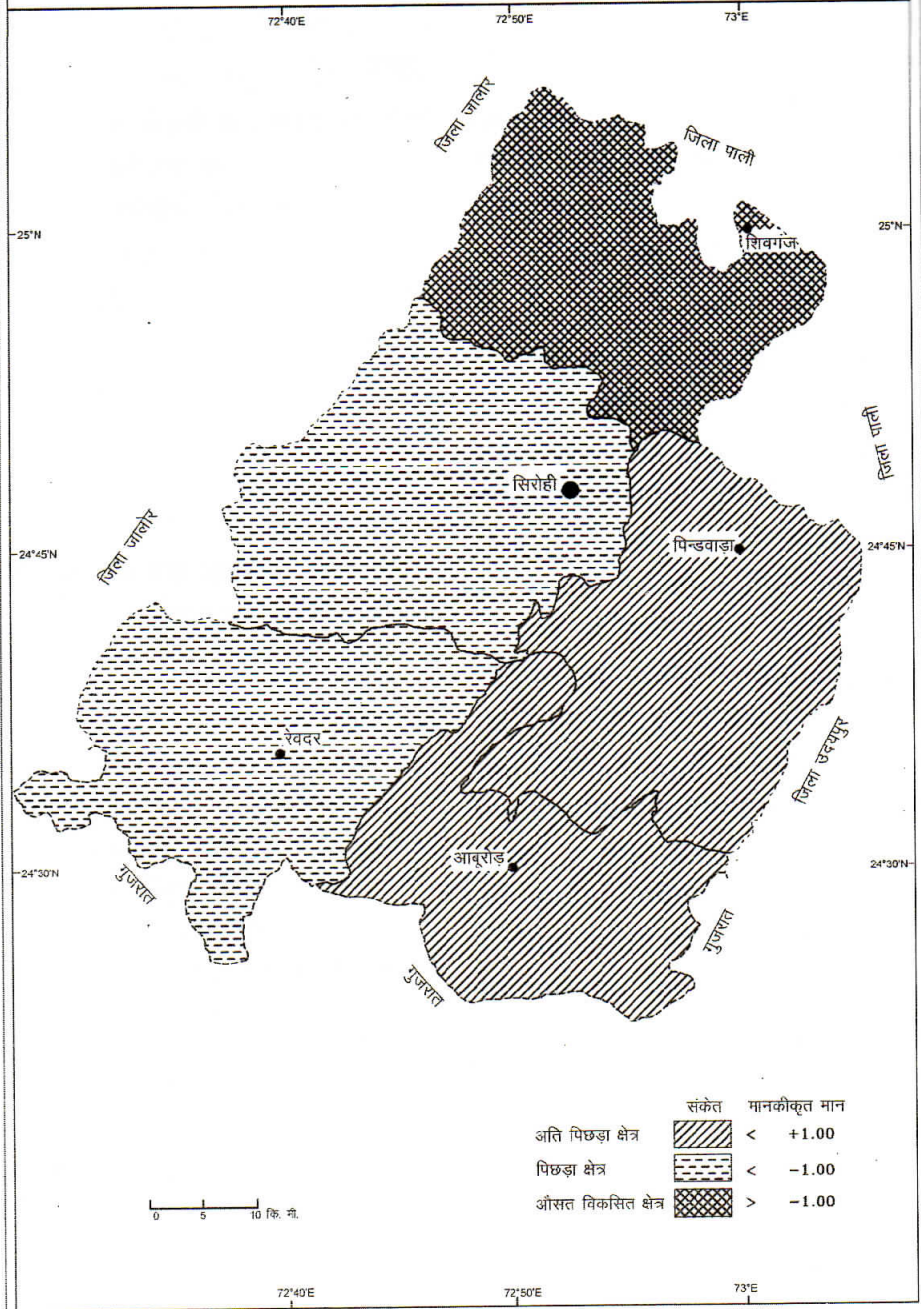 72°40'E 72°50'E 73°E
जिला जालोर
जिला पाली
25°N 25°N
शिवगंज
जिला पाली
सिरोही
24°45'N पिन्डवाड़ा 24°45'N
जिला जालोर
रेवदर
जिला उदयपुर
आबूरोड़
24°30'N 24°30'N
गुजरात
गुजरात
गुजरात
संकेत मानकीकृत मान
अति पिछड़ा क्षेत्र < +1.00
पिछड़ा क्षेत्र < -1.00
औसत विकसित क्षेत्र > -1.00
0 5 10 कि. मी.
72°40'E 72°50'E 73°E